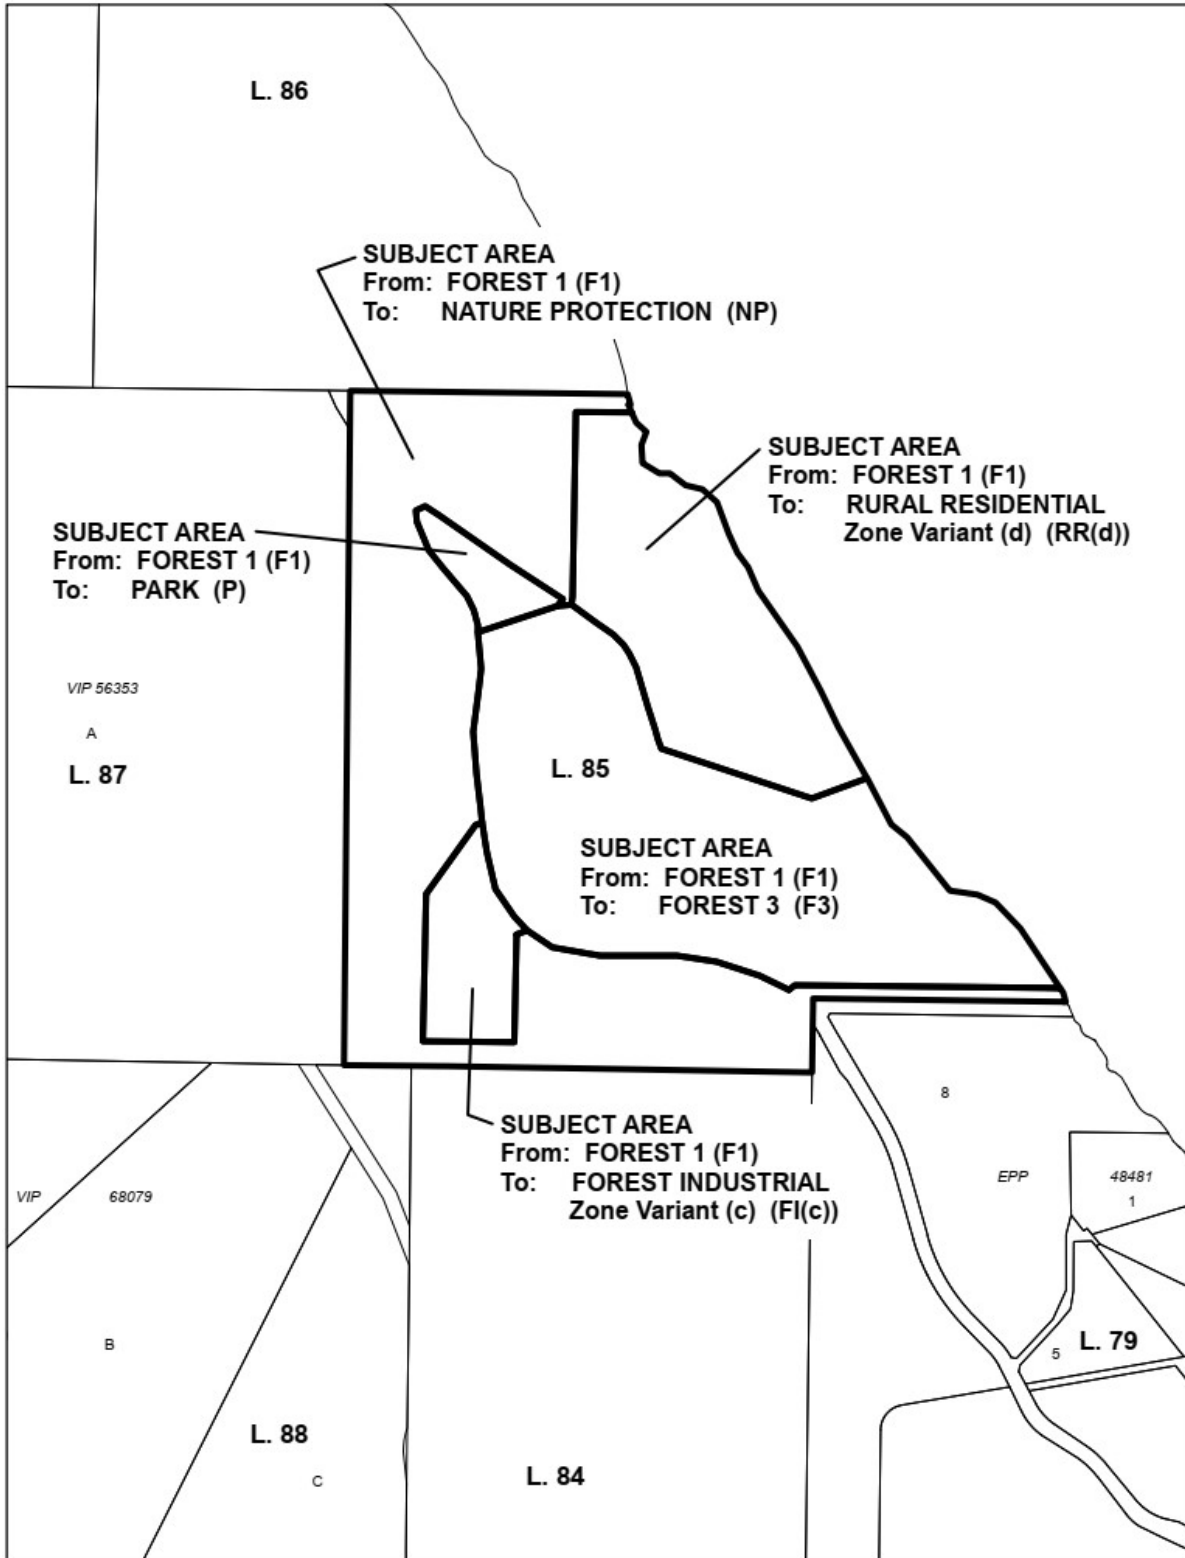 L. 86
SUBJECT AREA
From: FOREST 1 (F1)
To: NATURE PROTECTION (NP)
SUBJECT AREA
From: FOREST 1 (F1)
To: RURAL RESIDENTIAL
Zone Variant (d) (RR(d))
SUBJECT AREA
From: FOREST 1 (F1)
To: PARK (P)
VIP 56353
A
L. 87
L. 85
SUBJECT AREA
From: FOREST 1 (F1)
To: FOREST 3 (F3)
8
SUBJECT AREA
From: FOREST 1 (F1)
To: FOREST INDUSTRIAL
Zone Variant (c) (FI(c))
VIP 68079
EPP 48481
1
B
5
L. 79
L. 88
C
L. 84